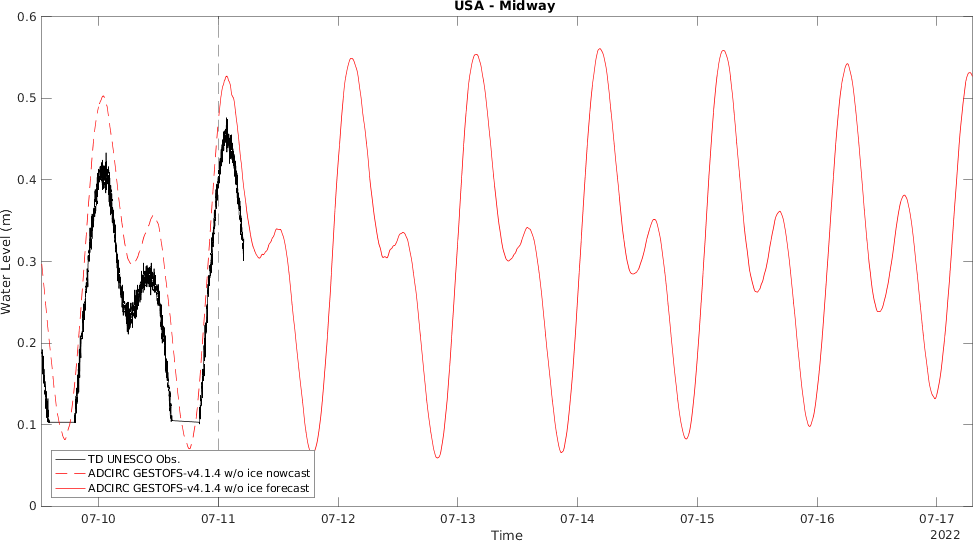 USA - Midway
0.6
0.5
0.4
0.3
0.2
0.1
0
Water Level (m)
TD UNESCO Obs.
ADCIRC GESTOFS-v4.1.4 w/o ice nowcast
ADCIRC GESTOFS-v4.1.4 w/o ice forecast
07-10 07-11 07-12 07-13 07-14 07-15 07-16 07-17
2022
Time